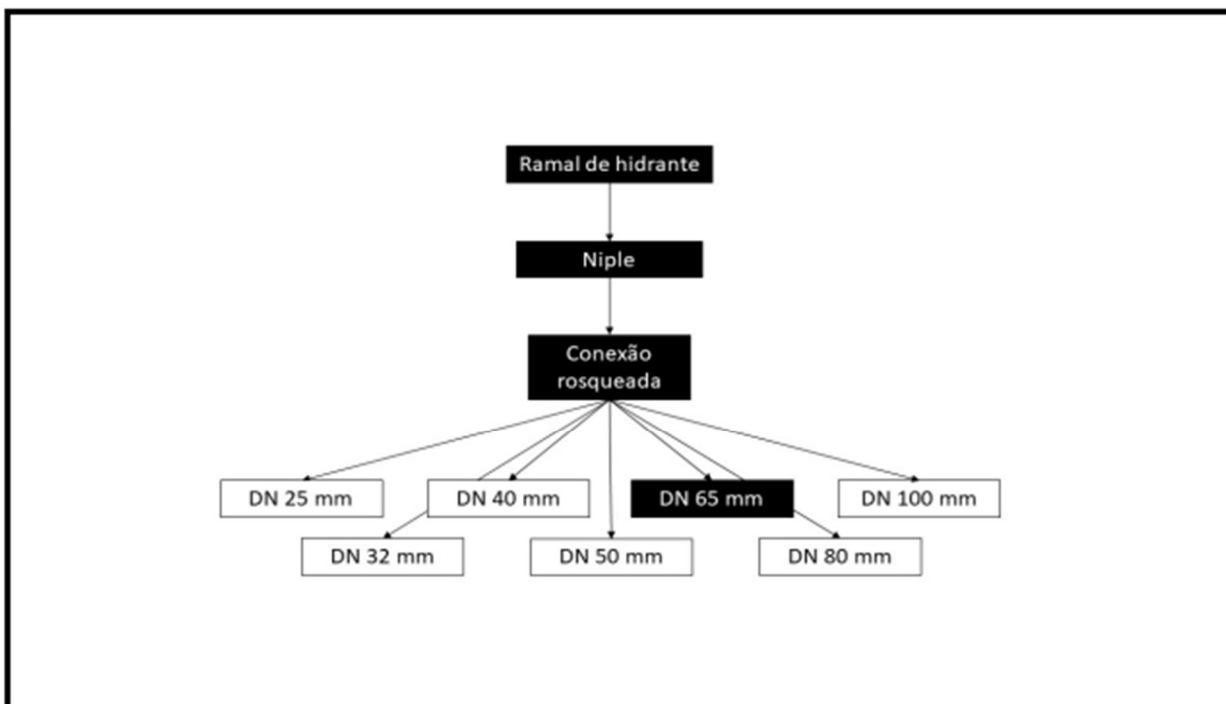 Ramal de hidrante
Niple
Conexão
rosqueada
DN 25 mm
DN 40 mm
DN 65 mm
DN 100 mm
DN 32 mm
DN 50 mm
DN 80 mm